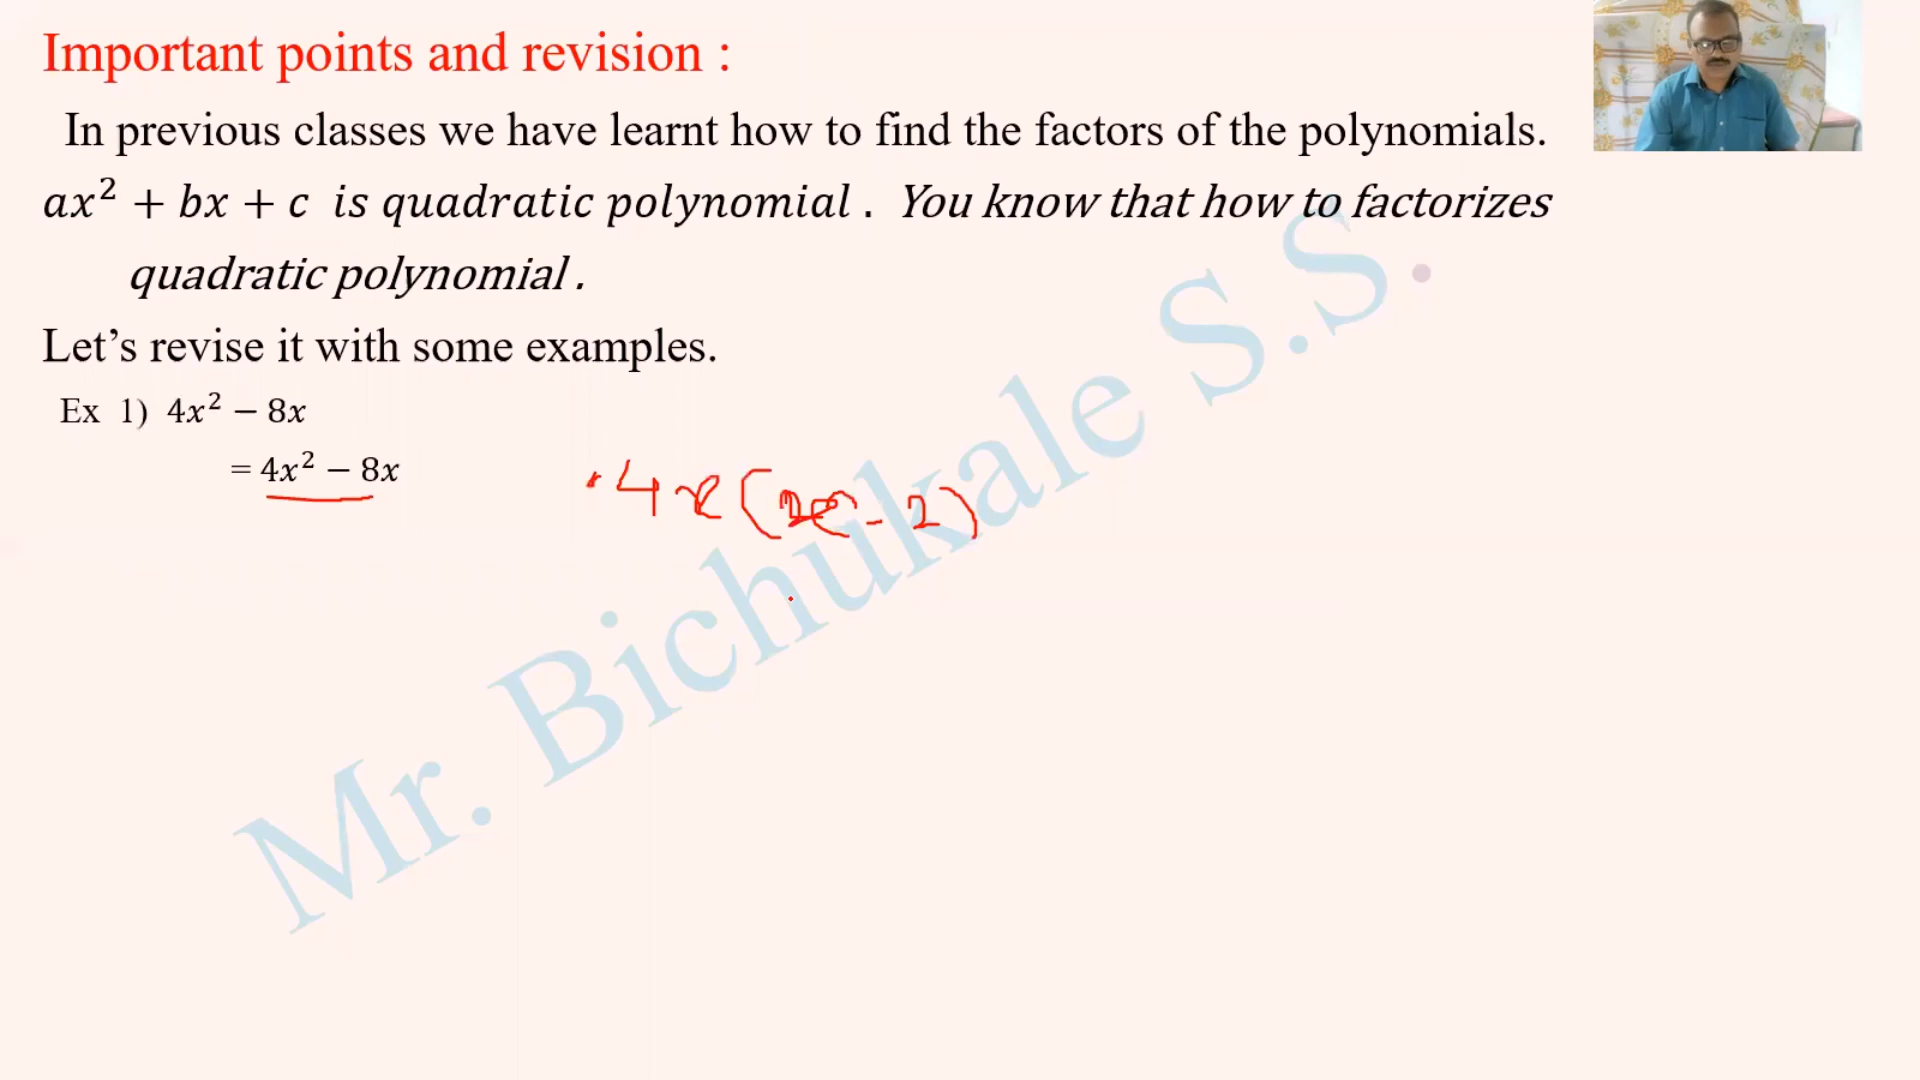 Important points and revision :
In previous classes we have learnt how to find the factors of the polynomials.
ax² + bx + c is quadratic polynomial . You know that how to factorizes
quadratic polynomial .
Let’s revise it with some examples.
Ex 1) 4x² − 8x
= 4x² − 8x
4x( - 2)
Mr. Bichukale S.S.